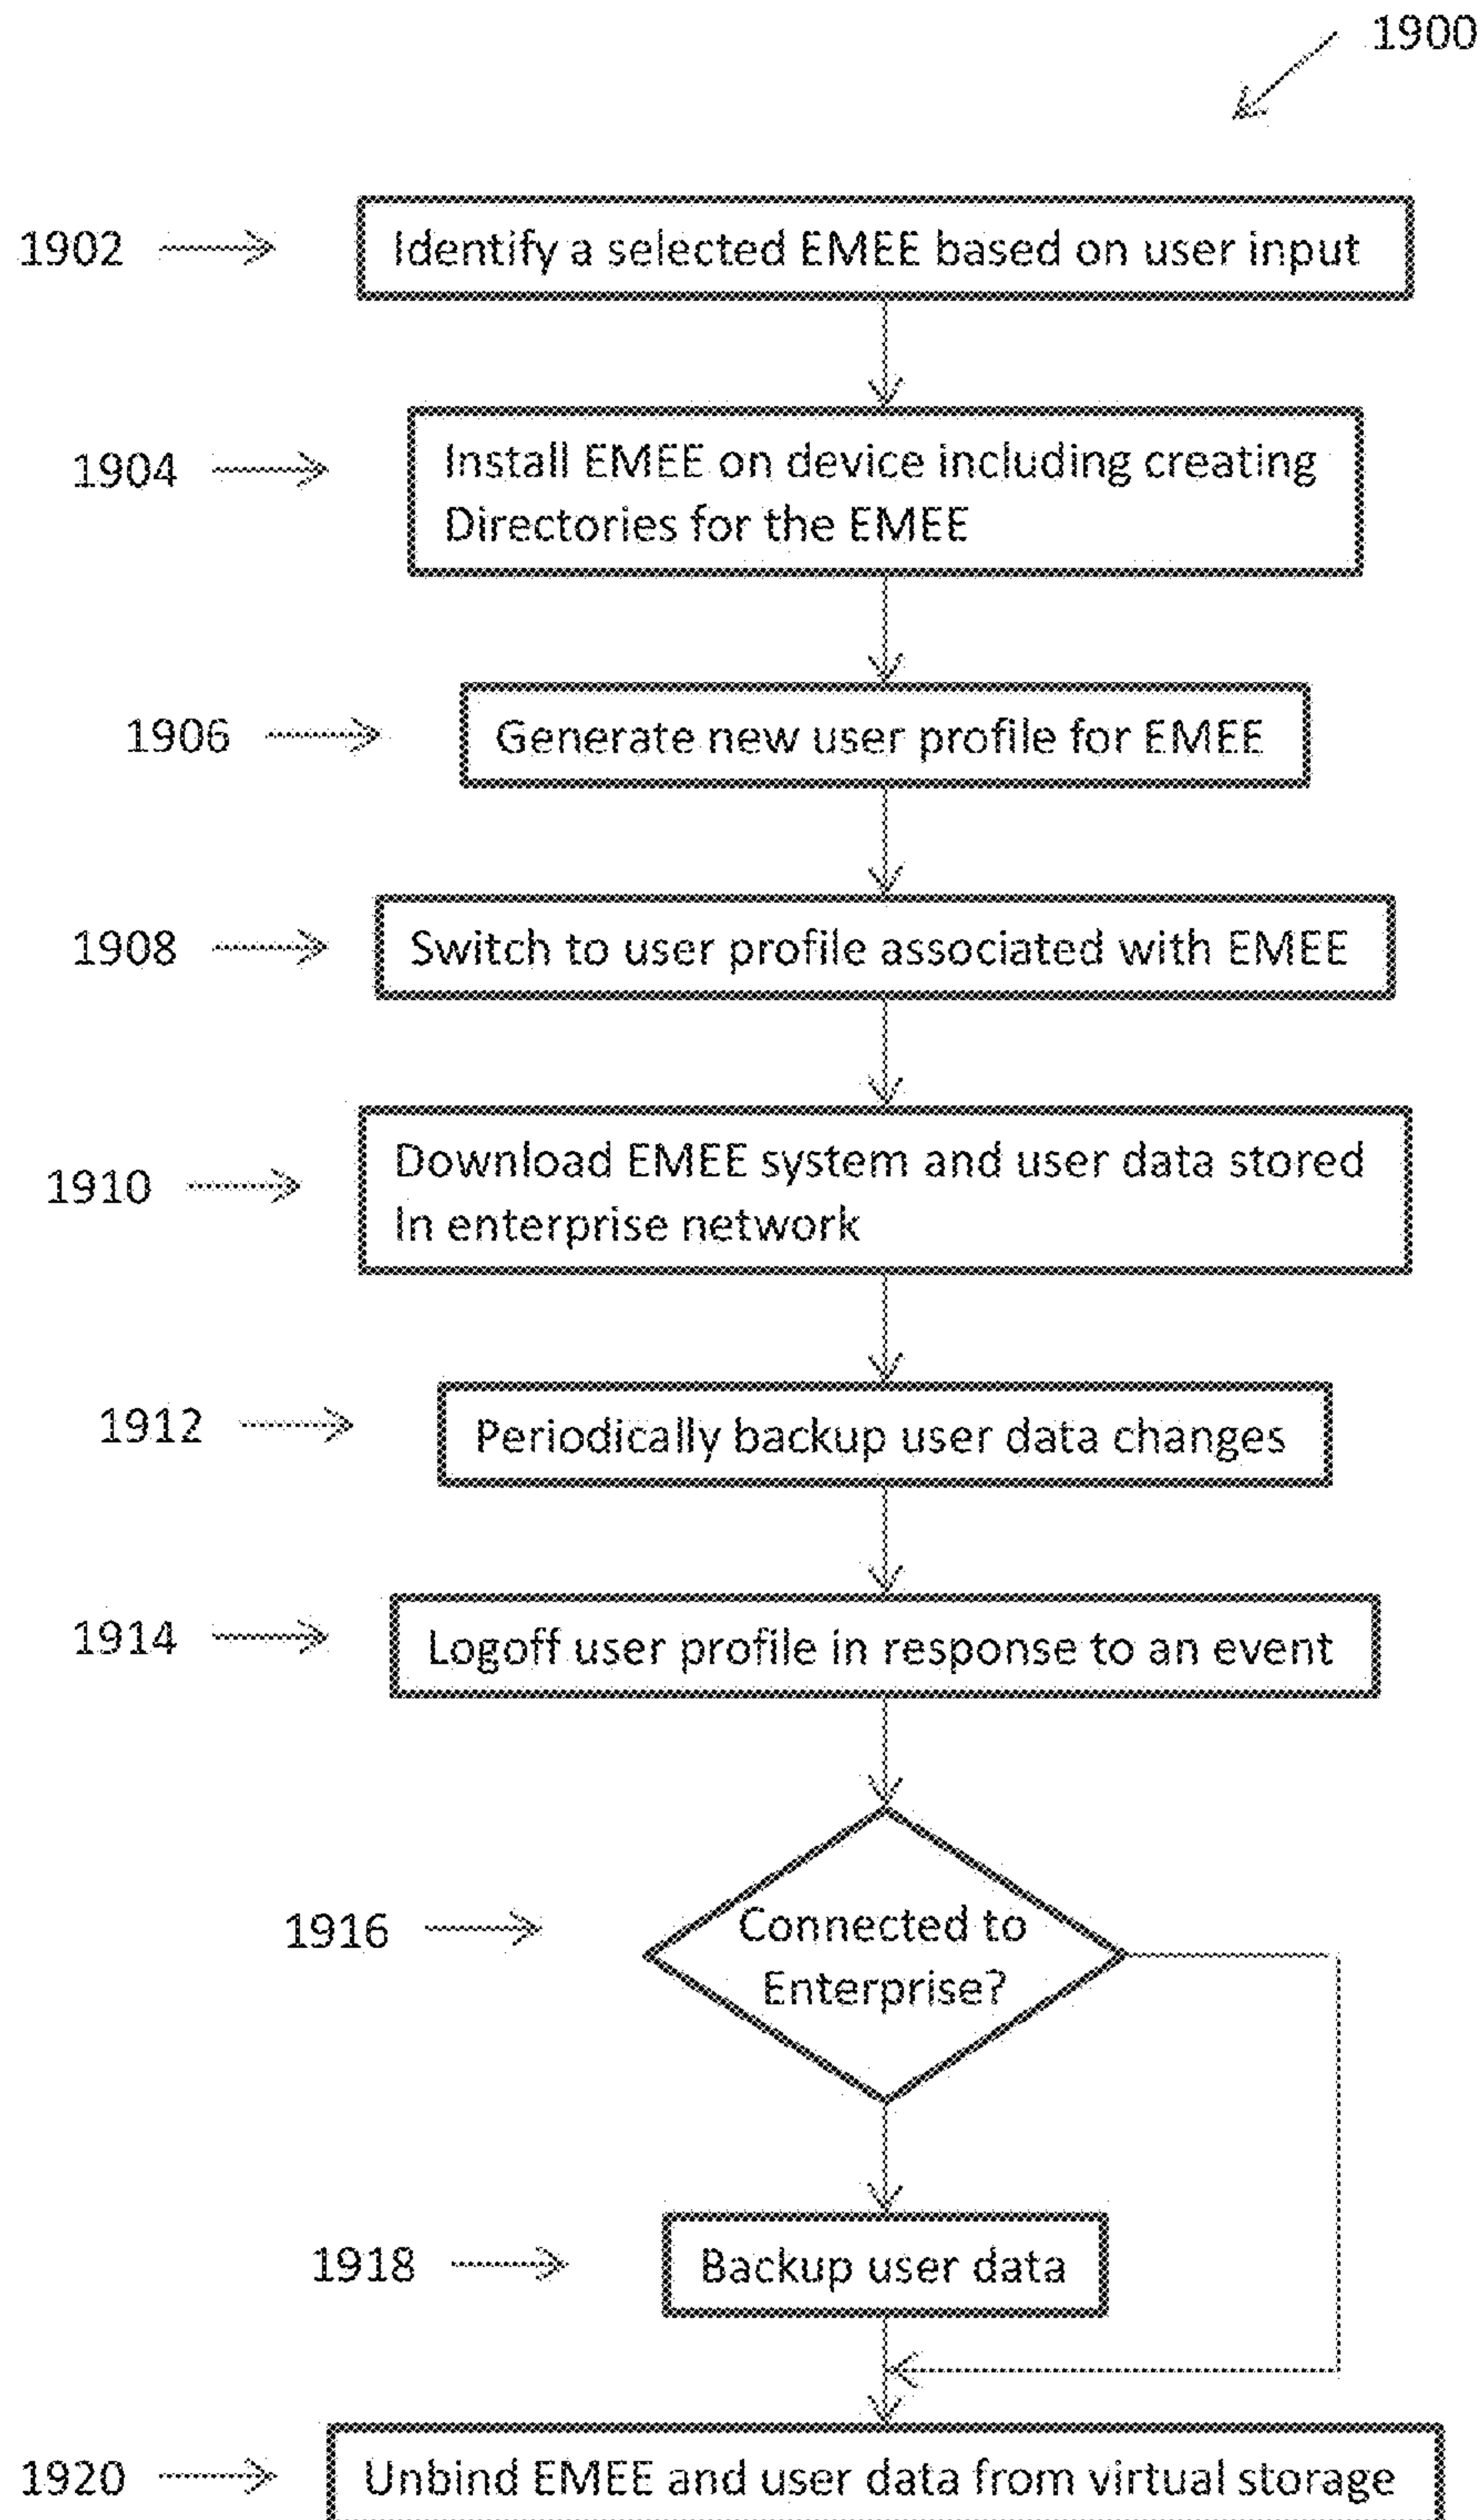 1900
1902
Identify a selected EMEE based on user input
1904
Install EMEE on device including creating
Directories for the EMEE
1906
Generate new user profile for EMEE
1908
Switch to user profile associated with EMEE
1910
Download EMEE system and user data stored
In enterprise network
1912
Periodically backup user data changes
1914
Logoff user profile in response to an event
1916
Connected to
Enterprise?
1918
Backup user data
1920
Unbind EMEE and user data from virtual storage